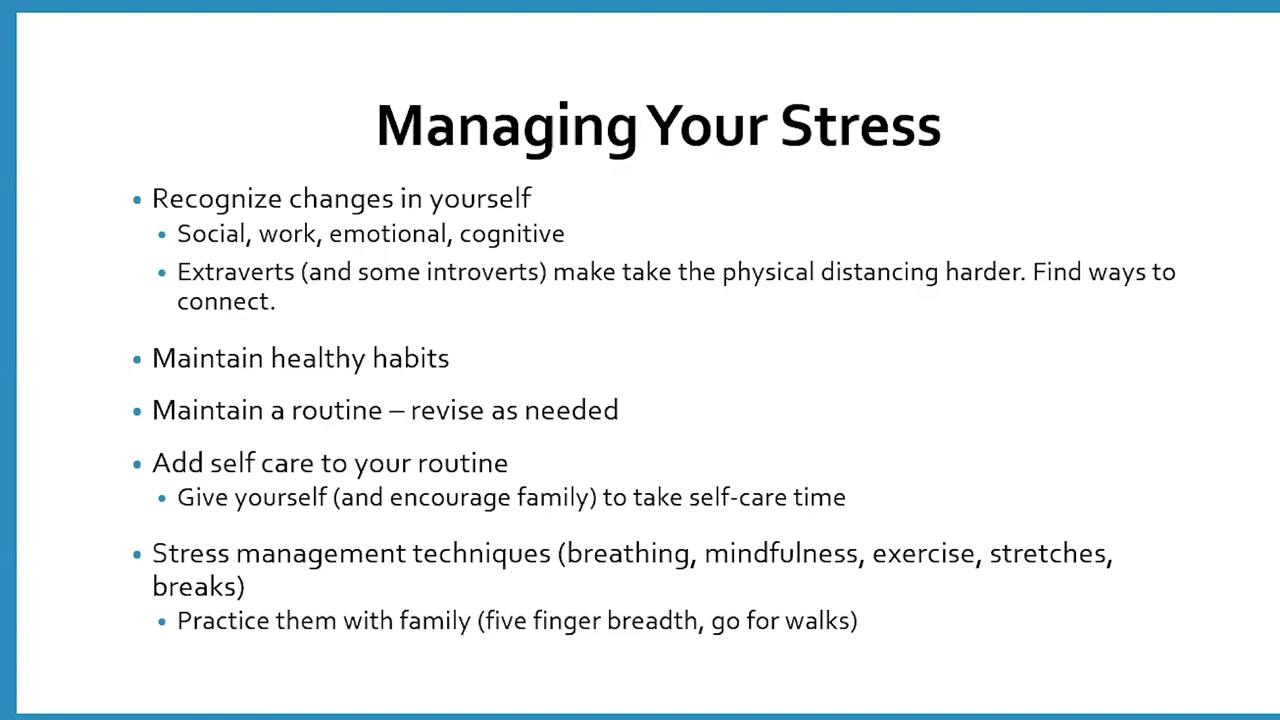 Managing Your Stress
• Recognize changes in yourself
• Social, work, emotional, cognitive
• Extraverts (and some introverts) make take the physical distancing harder. Find ways to
connect.
• Maintain healthy habits
• Maintain a routine – revise as needed
• Add self care to your routine
• Give yourself (and encourage family) to take self-care time
• Stress management techniques (breathing, mindfulness, exercise, stretches,
breaks)
• Practice them with family (five finger breadth, go for walks)